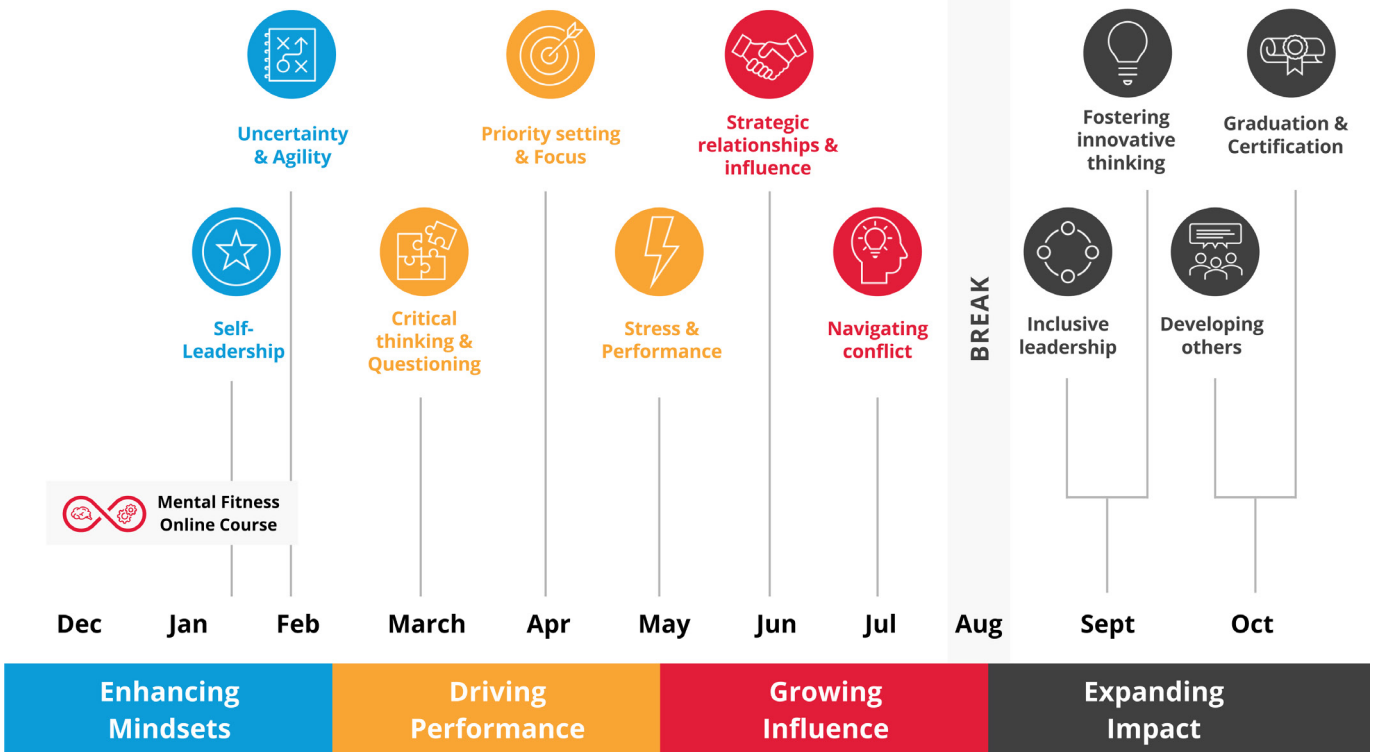 Uncertainty
& Agility
Priority setting
& Focus
Strategic
relationships &
influence
Fostering
innovative
thinking
Graduation &
Certification
Self-
Leadership
Critical
thinking &
Questioning
Stress &
Performance
Navigating
conflict
BREAK
Inclusive
leadership
Developing
others
Mental Fitness
Online Course
Dec Jan Feb March Apr May Jun Jul Aug Sept Oct
Enhancing
Mindsets
Driving
Performance
Growing
Influence
Expanding
Impact